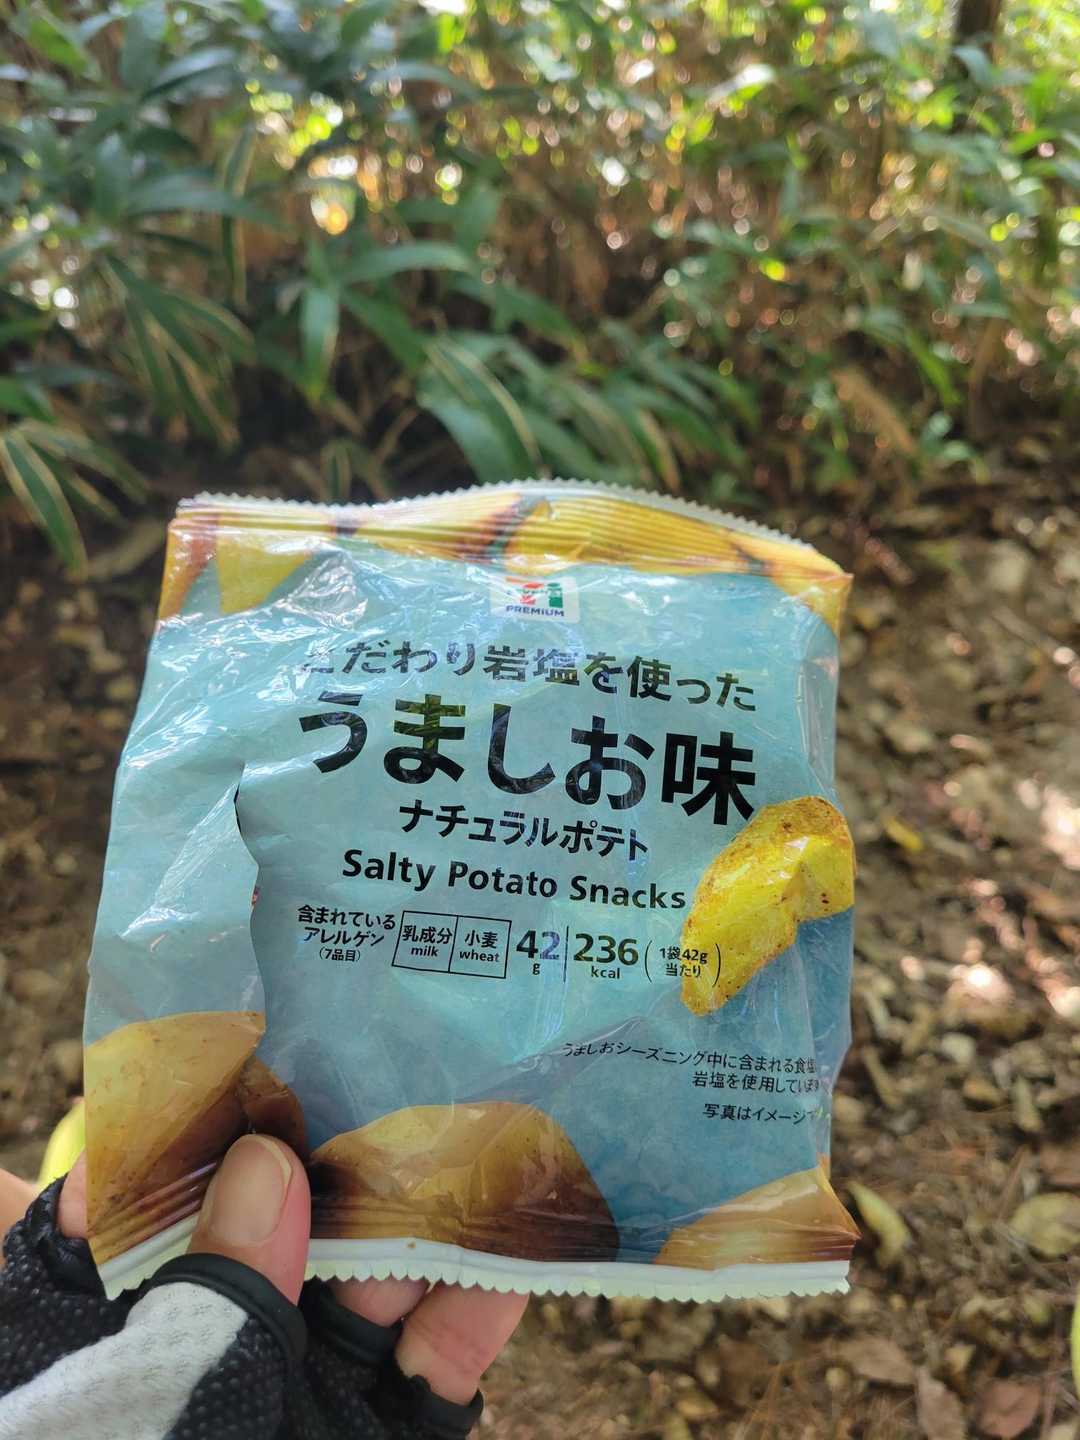 PREMIUM
こだわり岩塩を使った
うましお味
ナチュラルポテト
Salty Potato Snacks
含まれている
アレルゲン
(7品目)
乳成分
milk
小麦
wheat
42
g
236
kcal
(1袋42g
当たり)
うましおシーズニング中に含まれる食塩
岩塩を使用してい
写真はイメージ